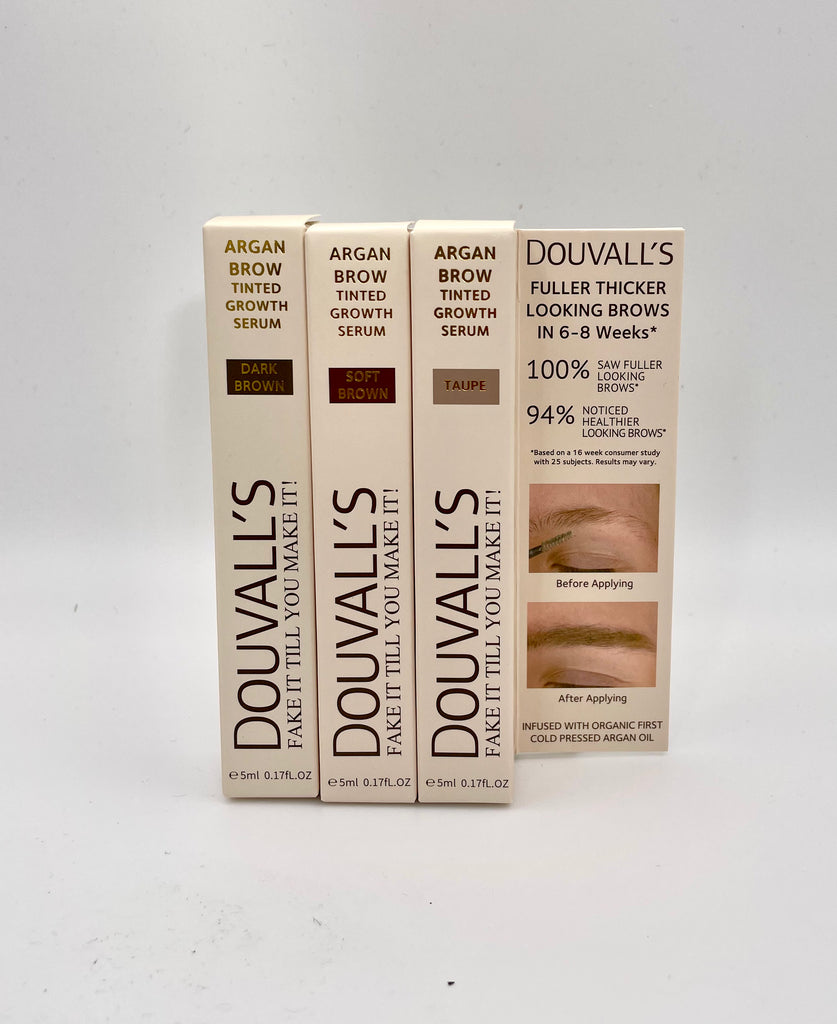 ARGAN
BROW
TINTED
GROWTH
SERUM
DARK
BROWN
DOUVALL'S
FAKE IT TILL YOU MAKE IT!
℮5ml 0.17fL.OZ
ARGAN
BROW
TINTED
GROWTH
SERUM
SOFT
BROWN
DOUVALL'S
FAKE IT TILL YOU MAKE IT!
℮5ml 0.17fL.OZ
ARGAN
BROW
TINTED
GROWTH
SERUM
TAUPE
DOUVALL'S
FAKE IT TILL YOU MAKE IT!
℮5ml 0.17fL.OZ
DOUVALL'S
FULLER THICKER
LOOKING BROWS
IN 6-8 Weeks*
100% SAW FULLER
LOOKING
BROWS*
94% NOTICED
HEALTHIER
LOOKING BROWS*
*Based on a 16 week consumer study
with 25 subjects. Results may vary.
Before Applying
After Applying
INFUSED WITH ORGANIC FIRST
COLD PRESSED ARGAN OIL